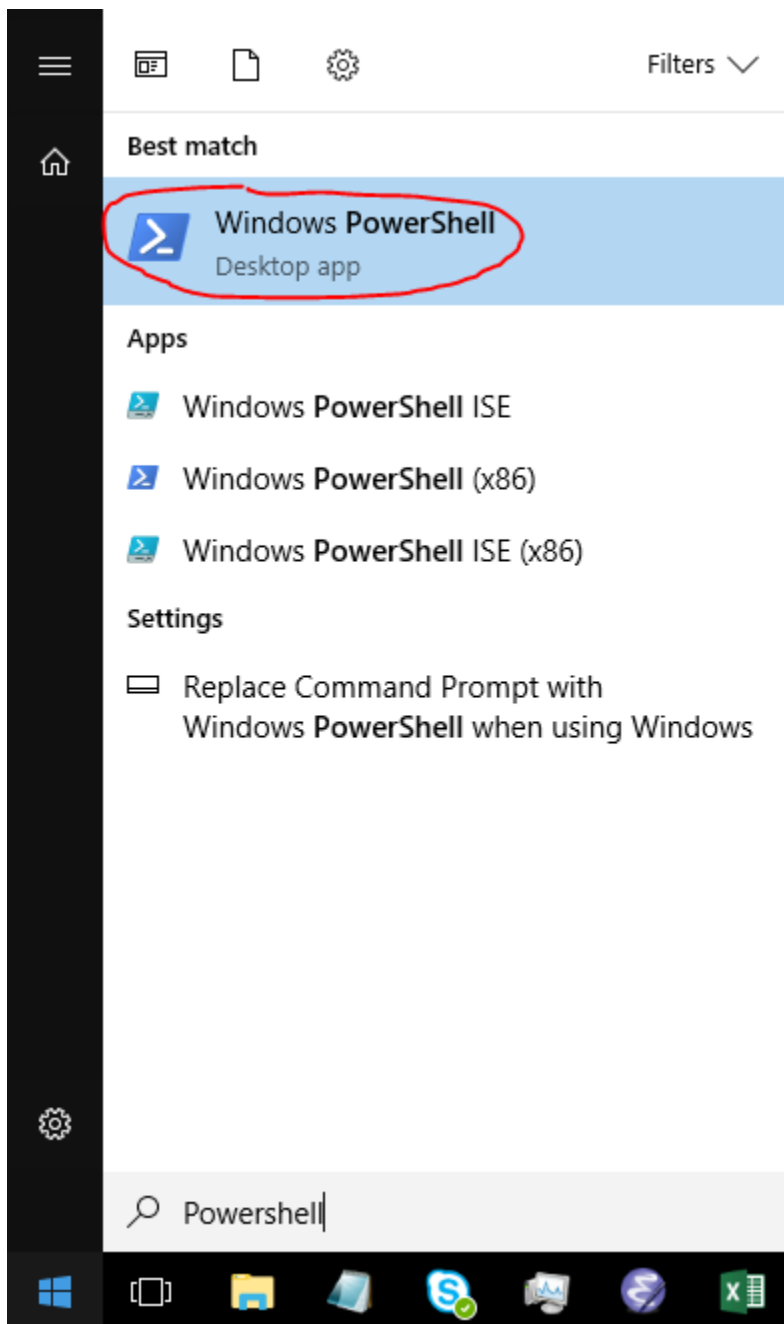 Filters
Best match
Windows PowerShell
Desktop app
Apps
Windows PowerShell ISE
Windows PowerShell (x86)
Windows PowerShell ISE (x86)
Settings
Replace Command Prompt with
Windows PowerShell when using Windows
Powershell